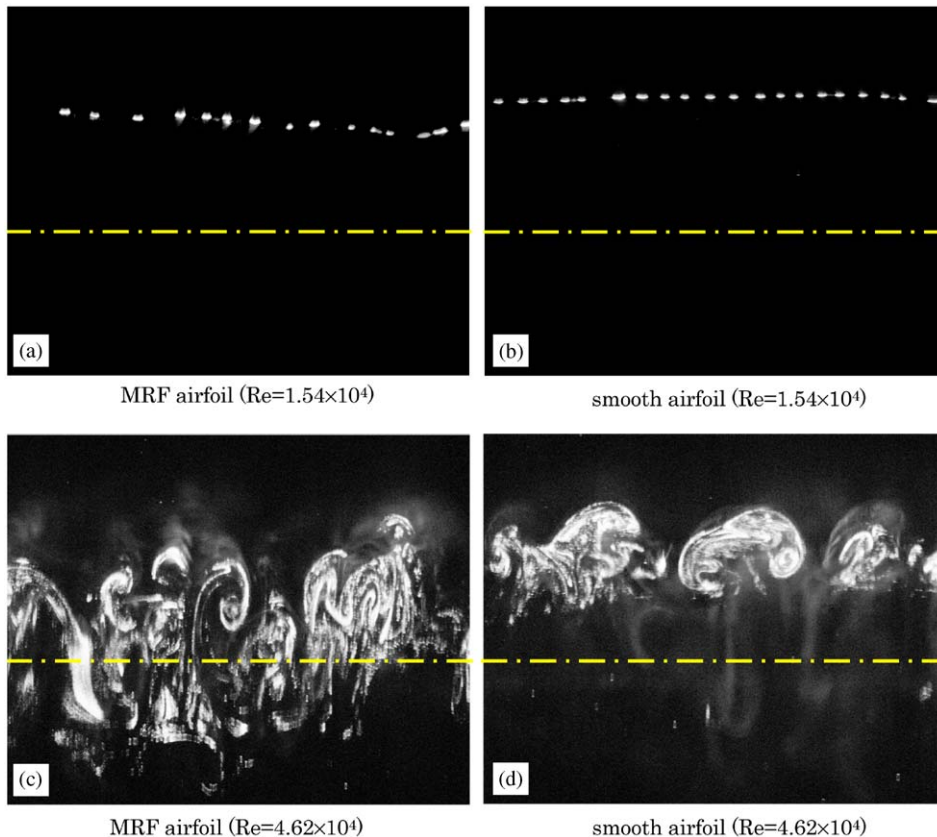 (a)
(b)
MRF airfoil (Re=1.54×10⁴)
smooth airfoil (Re=1.54×10⁴)
(c)
(d)
MRF airfoil (Re=4.62×10⁴)
smooth airfoil (Re=4.62×10⁴)